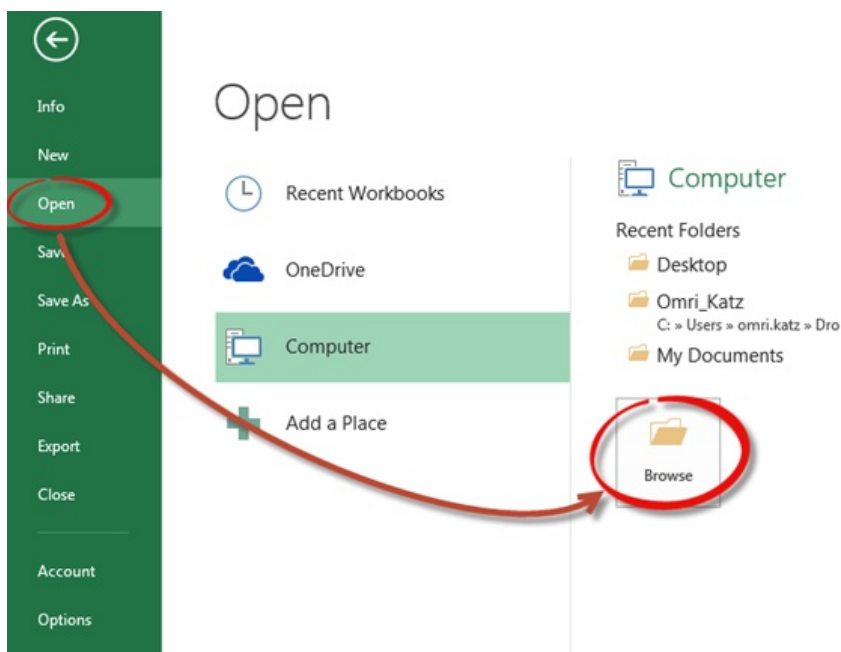 Info
New
Open
Save
Save As
Print
Share
Export
Close
Account
Options
Open
Recent Workbooks
OneDrive
Computer
Add a Place
Computer
Recent Folders
Desktop
Omri_Katz
C: » Users » omri.katz » Dro
My Documents
Browse